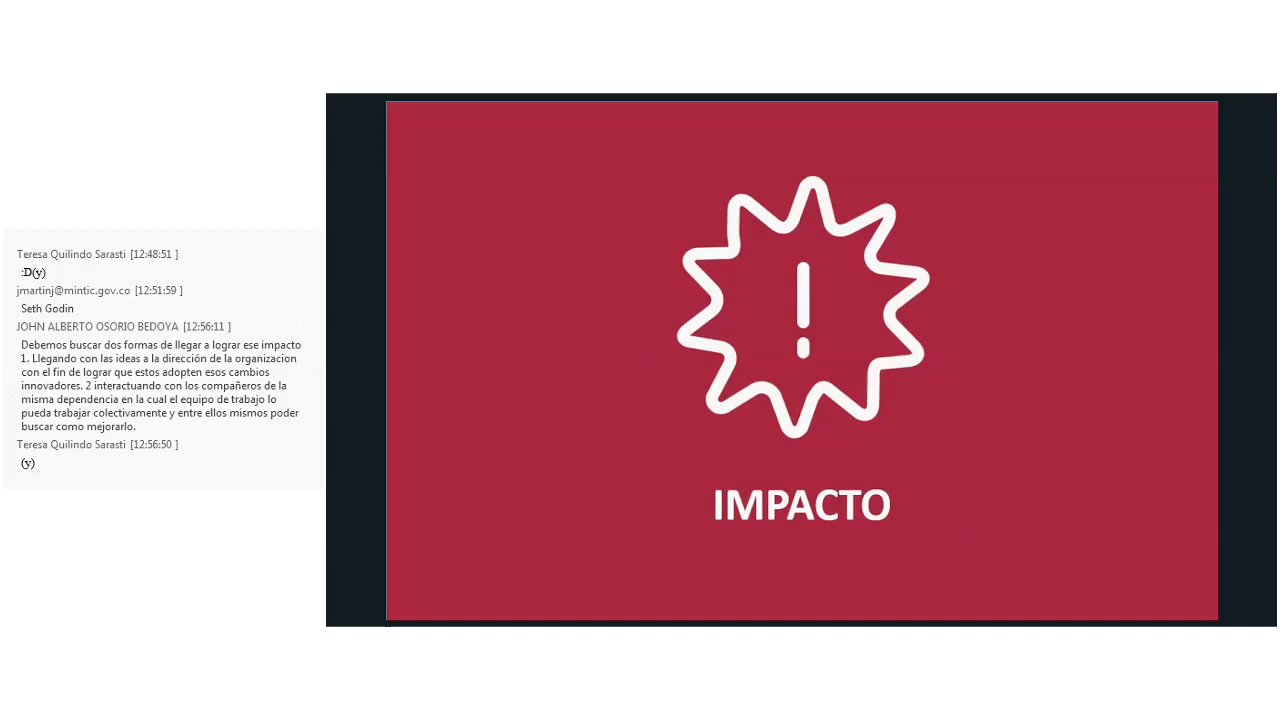 Teresa Quilindo Sarasti [12:48:51 ]
:D(y)
jmartinj@mintic.gov.co [12:51:59 ]
Seth Godin
JOHN ALBERTO OSORIO BEDOYA [12:56:11 ]
Debemos buscar dos formas de llegar a lograr ese impacto
1. Llegando con las ideas a la dirección de la organizacion
con el fin de lograr que estos adopten esos cambios
innovadores. 2 interactuando con los compañeros de la
misma dependencia en la cual el equipo de trabajo lo
pueda trabajar colectivamente y entre ellos mismos poder
buscar como mejorarlo.
Teresa Quilindo Sarasti [12:56:50 ]
(y)
!
IMPACTO